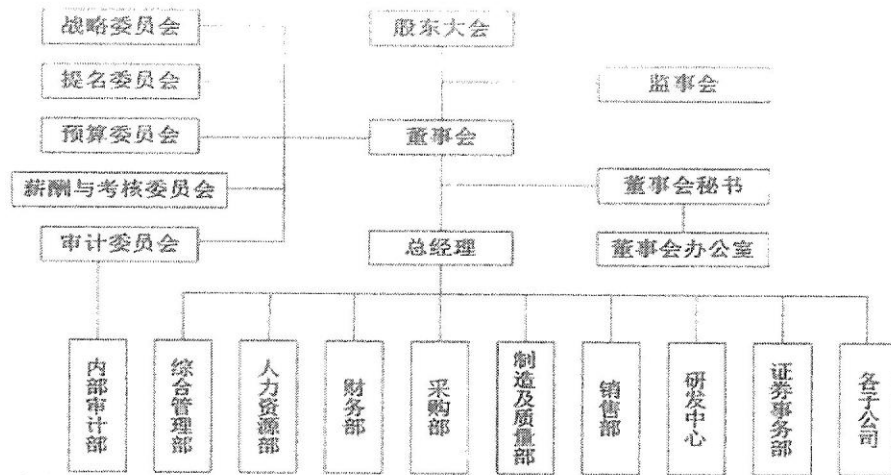 战略委员会
股东大会
提名委员会
监事会
预算委员会
董事会
薪酬与考核委员会
董事会秘书
审计委员会
总经理
董事会办公室
内部审计部
综合管理部
人力资源部
财务部
采购部
制造及质量部
销售部
研发中心
证券事务部
各子公司